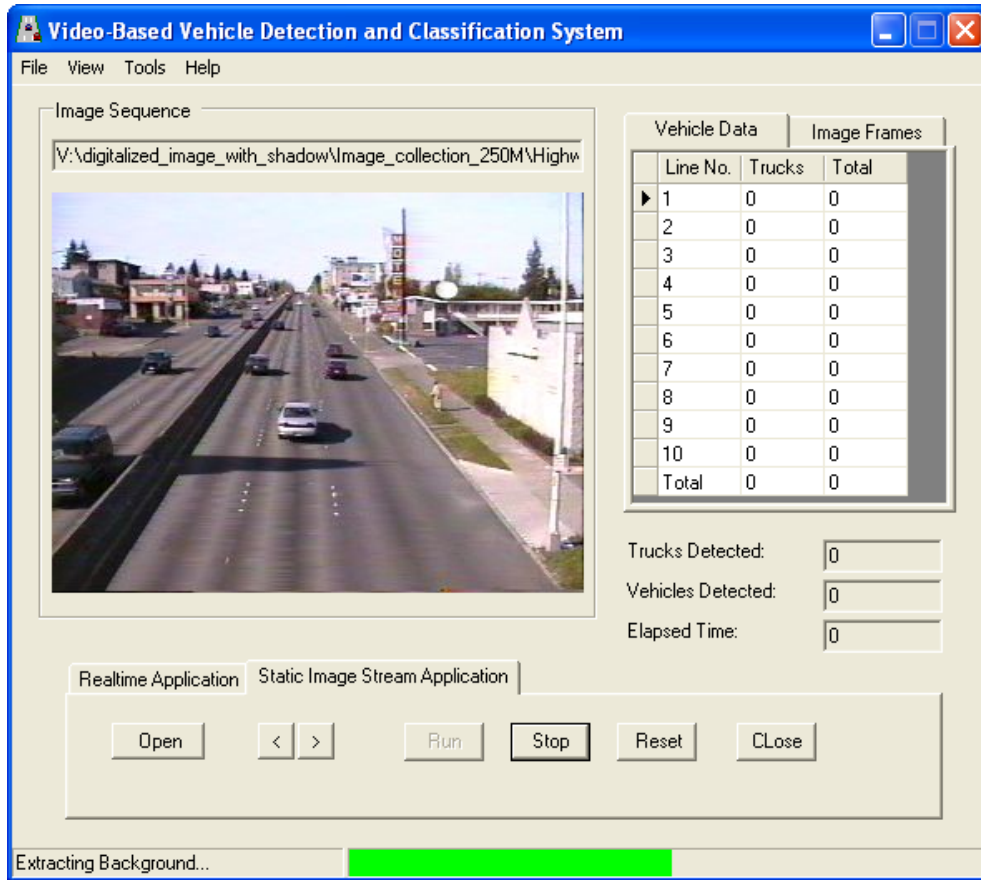 Video-Based Vehicle Detection and Classification System
File View Tools Help
Image Sequence
V:\digitalized_image_with_shadow\Image_collection_250M\Highw
MOTE
Vehicle Data Image Frames
Line No. Trucks Total
1 0 0
2 0 0
3 0 0
4 0 0
5 0 0
6 0 0
7 0 0
8 0 0
9 0 0
10 0 0
Total 0 0
Trucks Detected: 0
Vehicles Detected: 0
Elapsed Time: 0
Realtime Application Static Image Stream Application
Open < > Run Stop Reset CLose
Extracting Background...